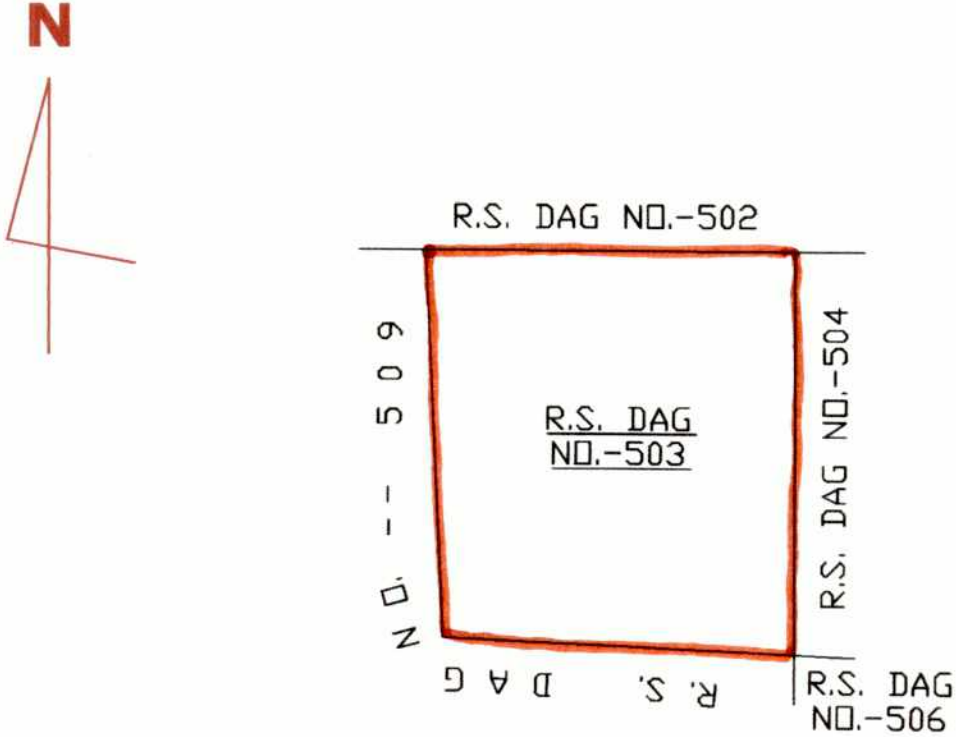 N
R.S. DAG NO.-502
R.S. DAG NO.-- 509
R.S. DAG
NO.-503
R.S. DAG NO.-504
R.S. DAG
NO.-506